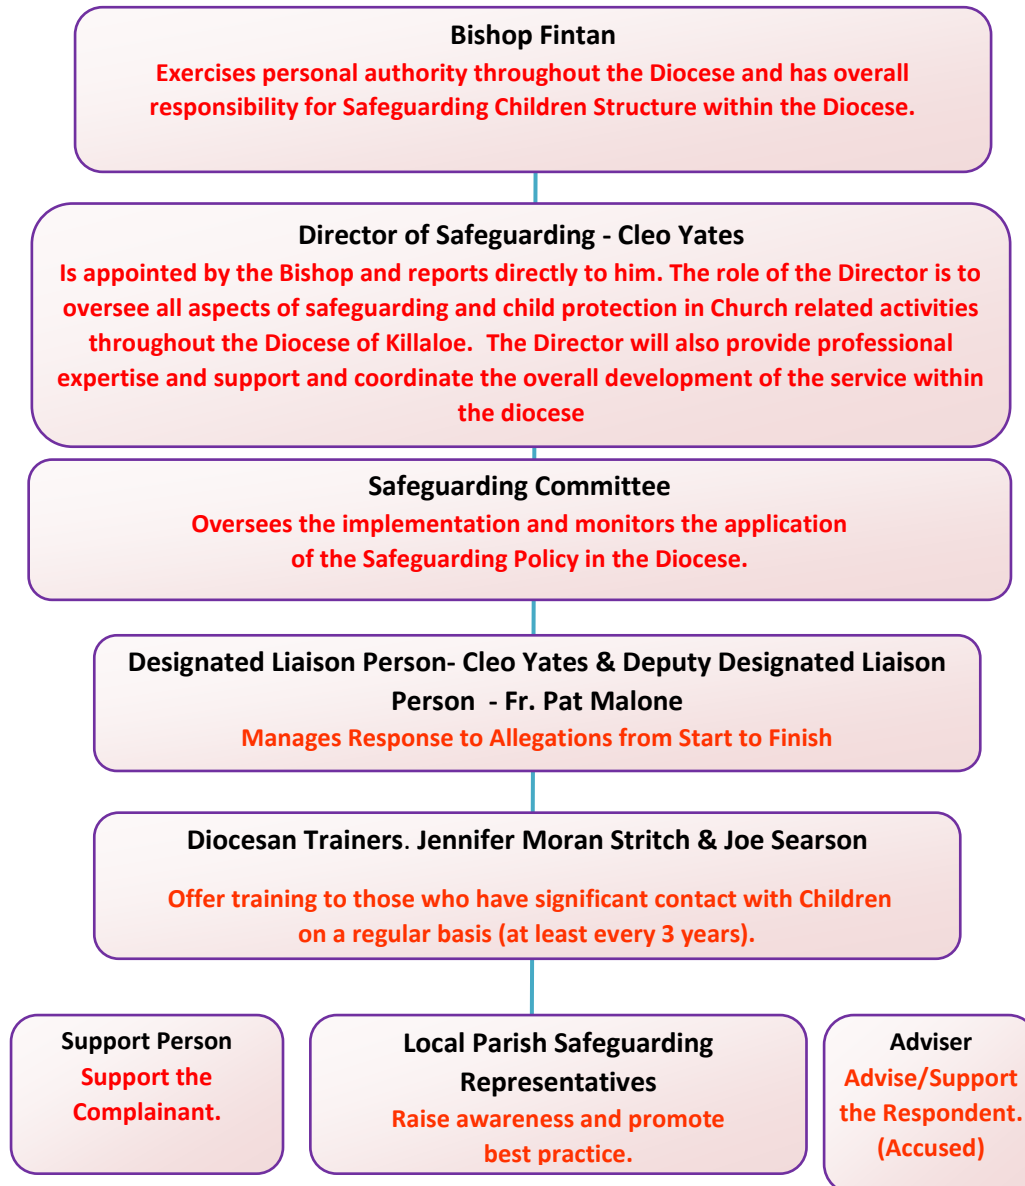 Bishop Fintan
Exercises personal authority throughout the Diocese and has overall
responsibility for Safeguarding Children Structure within the Diocese.
Director of Safeguarding - Cleo Yates
Is appointed by the Bishop and reports directly to him. The role of the Director is to
oversee all aspects of safeguarding and child protection in Church related activities
throughout the Diocese of Killaloe.  The Director will also provide professional
expertise and support and coordinate the overall development of the service within
the diocese
Safeguarding Committee
Oversees the implementation and monitors the application
of the Safeguarding Policy in the Diocese.
Designated Liaison Person- Cleo Yates & Deputy Designated Liaison
Person  - Fr. Pat Malone
Manages Response to Allegations from Start to Finish
Diocesan Trainers. Jennifer Moran Stritch & Joe Searson
Offer training to those who have significant contact with Children
on a regular basis (at least every 3 years).
Support Person
Support the
Complainant.
Local Parish Safeguarding
Representatives
Raise awareness and promote
best practice.
Adviser
Advise/Support
the Respondent.
(Accused)